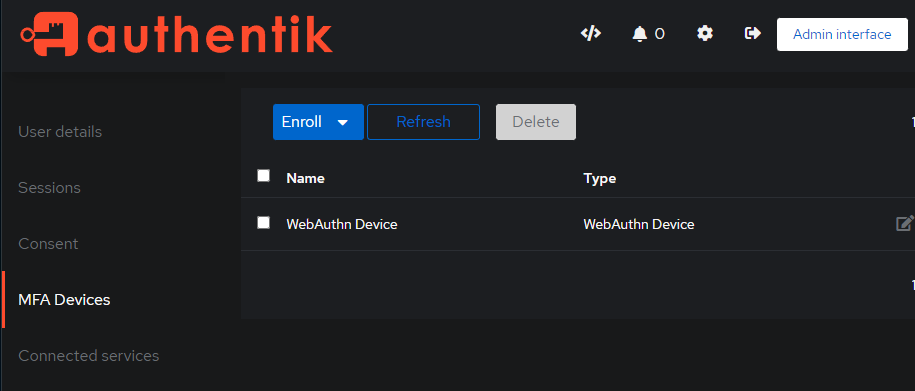 authentik
0
Admin interface
User details
Sessions
Consent
MFA Devices
Connected services
Enroll
Refresh
Delete
Name Type
WebAuthn Device WebAuthn Device